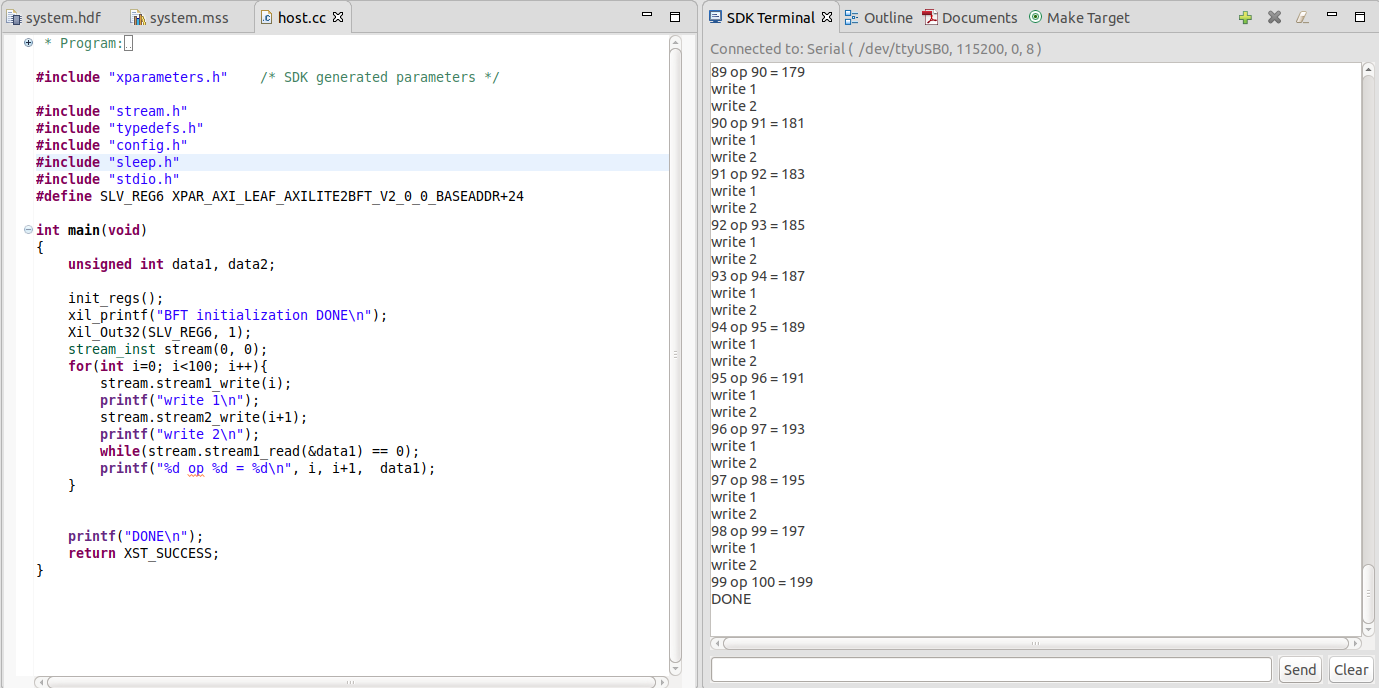 system.hdf system.mss host.cc
* Program:
#include "xparameters.h" /* SDK generated parameters */
#include "stream.h"
#include "typedefs.h"
#include "config.h"
#include "sleep.h"
#include "stdio.h"
#define SLV_REG6 XPAR_AXI_LEAF_AXILITE2BFT_V2_0_0_BASEADDR+24
int main(void)
{
unsigned int data1, data2;
init_regs();
xil_printf("BFT initialization DONE\n");
Xil_Out32(SLV_REG6, 1);
stream_inst stream(0, 0);
for(int i=0; i<100; i++){
stream.stream1_write(i);
printf("write 1\n");
stream.stream2_write(i+1);
printf("write 2\n");
while(stream.stream1_read(&data1) == 0);
printf("%d op %d = %d\n", i, i+1,  data1);
}
printf("DONE\n");
return XST_SUCCESS;
}
SDK Terminal Outline Documents Make Target
Connected to: Serial ( /dev/ttyUSB0, 115200, 0, 8 )
89 op 90 = 179
write 1
write 2
90 op 91 = 181
write 1
write 2
91 op 92 = 183
write 1
write 2
92 op 93 = 185
write 1
write 2
93 op 94 = 187
write 1
write 2
94 op 95 = 189
write 1
write 2
95 op 96 = 191
write 1
write 2
96 op 97 = 193
write 1
write 2
97 op 98 = 195
write 1
write 2
98 op 99 = 197
write 1
write 2
99 op 100 = 199
DONE
Send Clear